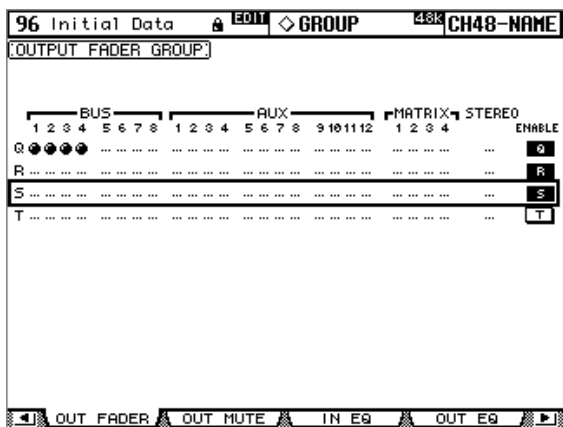 96 Initial Data EDIT GROUP 48K CH48-NAME
OUTPUT FADER GROUP
BUS AUX MATRIX STEREO
1 2 3 4 5 6 7 8 1 2 3 4 5 6 7 8 9 10 11 12 1 2 3 4 ENABLE
Q Q
R R
S S
T T
OUT FADER OUT MUTE IN EQ OUT EQ